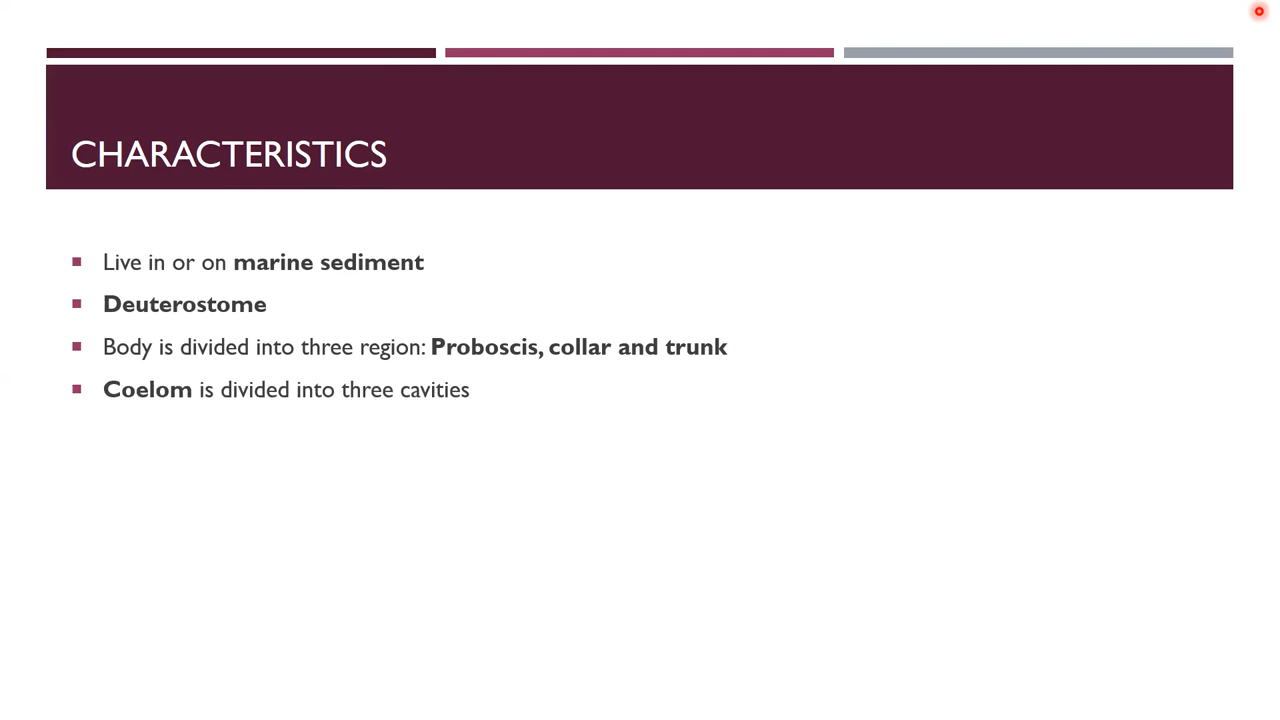 CHARACTERISTICS
Live in or on marine sediment
Deuterostome
Body is divided into three region: Proboscis, collar and trunk
Coelom is divided into three cavities